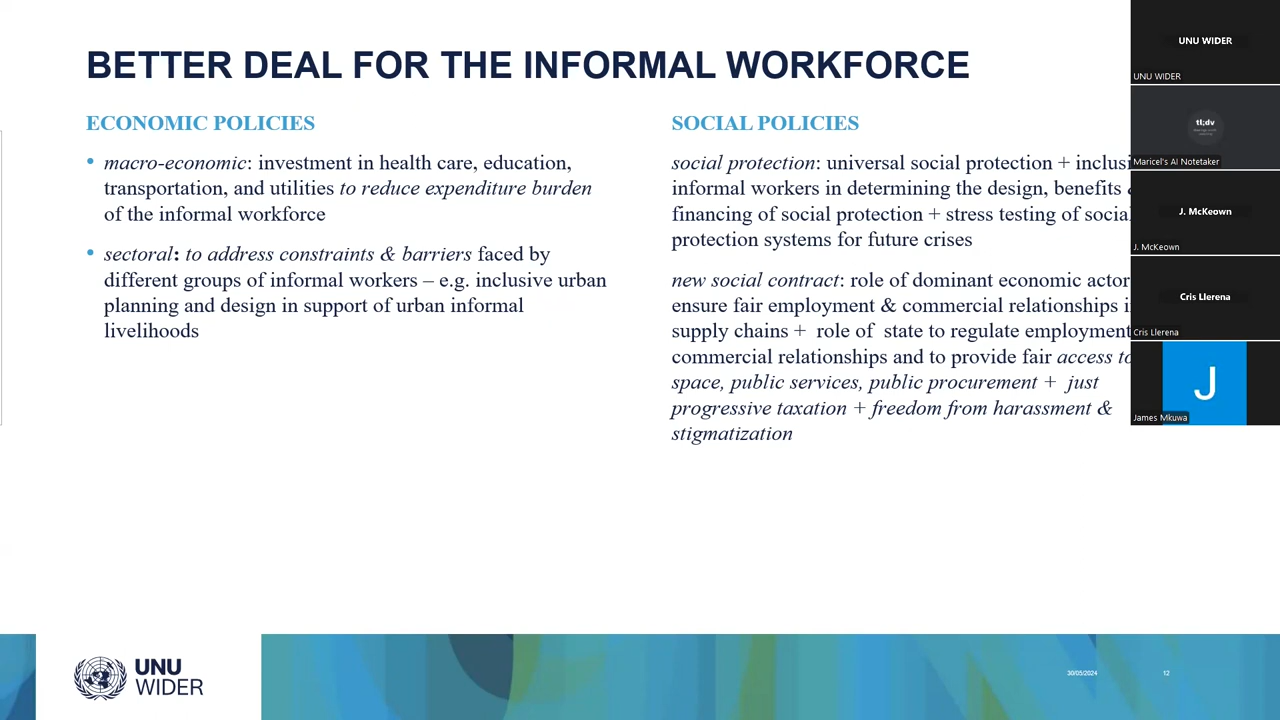 BETTER DEAL FOR THE INFORMAL WORKFORCE
ECONOMIC POLICIES
• macro-economic: investment in health care, education,
transportation, and utilities to reduce expenditure burden
of the informal workforce
• sectoral: to address constraints & barriers faced by
different groups of informal workers – e.g. inclusive urban
planning and design in support of urban informal
livelihoods
SOCIAL POLICIES
social protection: universal social protection +
informal workers in determining the design, benefits
financing of social protection + stress testing of social
protection systems for future crises
new social contract: role of dominant economic
ensure fair employment & commercial relationships
supply chains + role of state to regulate employment
commercial relationships and to provide fair access to
space, public services, public procurement + just
progressive taxation + freedom from harassment &
stigmatization
UNU WIDER
UNU WIDER
tl;dv
Maricel's AI Notetaker
J. McKeown
J. McKeown
Cris Llerena
Cris Llerena
J
James Mkuwa
UNU
WIDER
30/05/2024
12